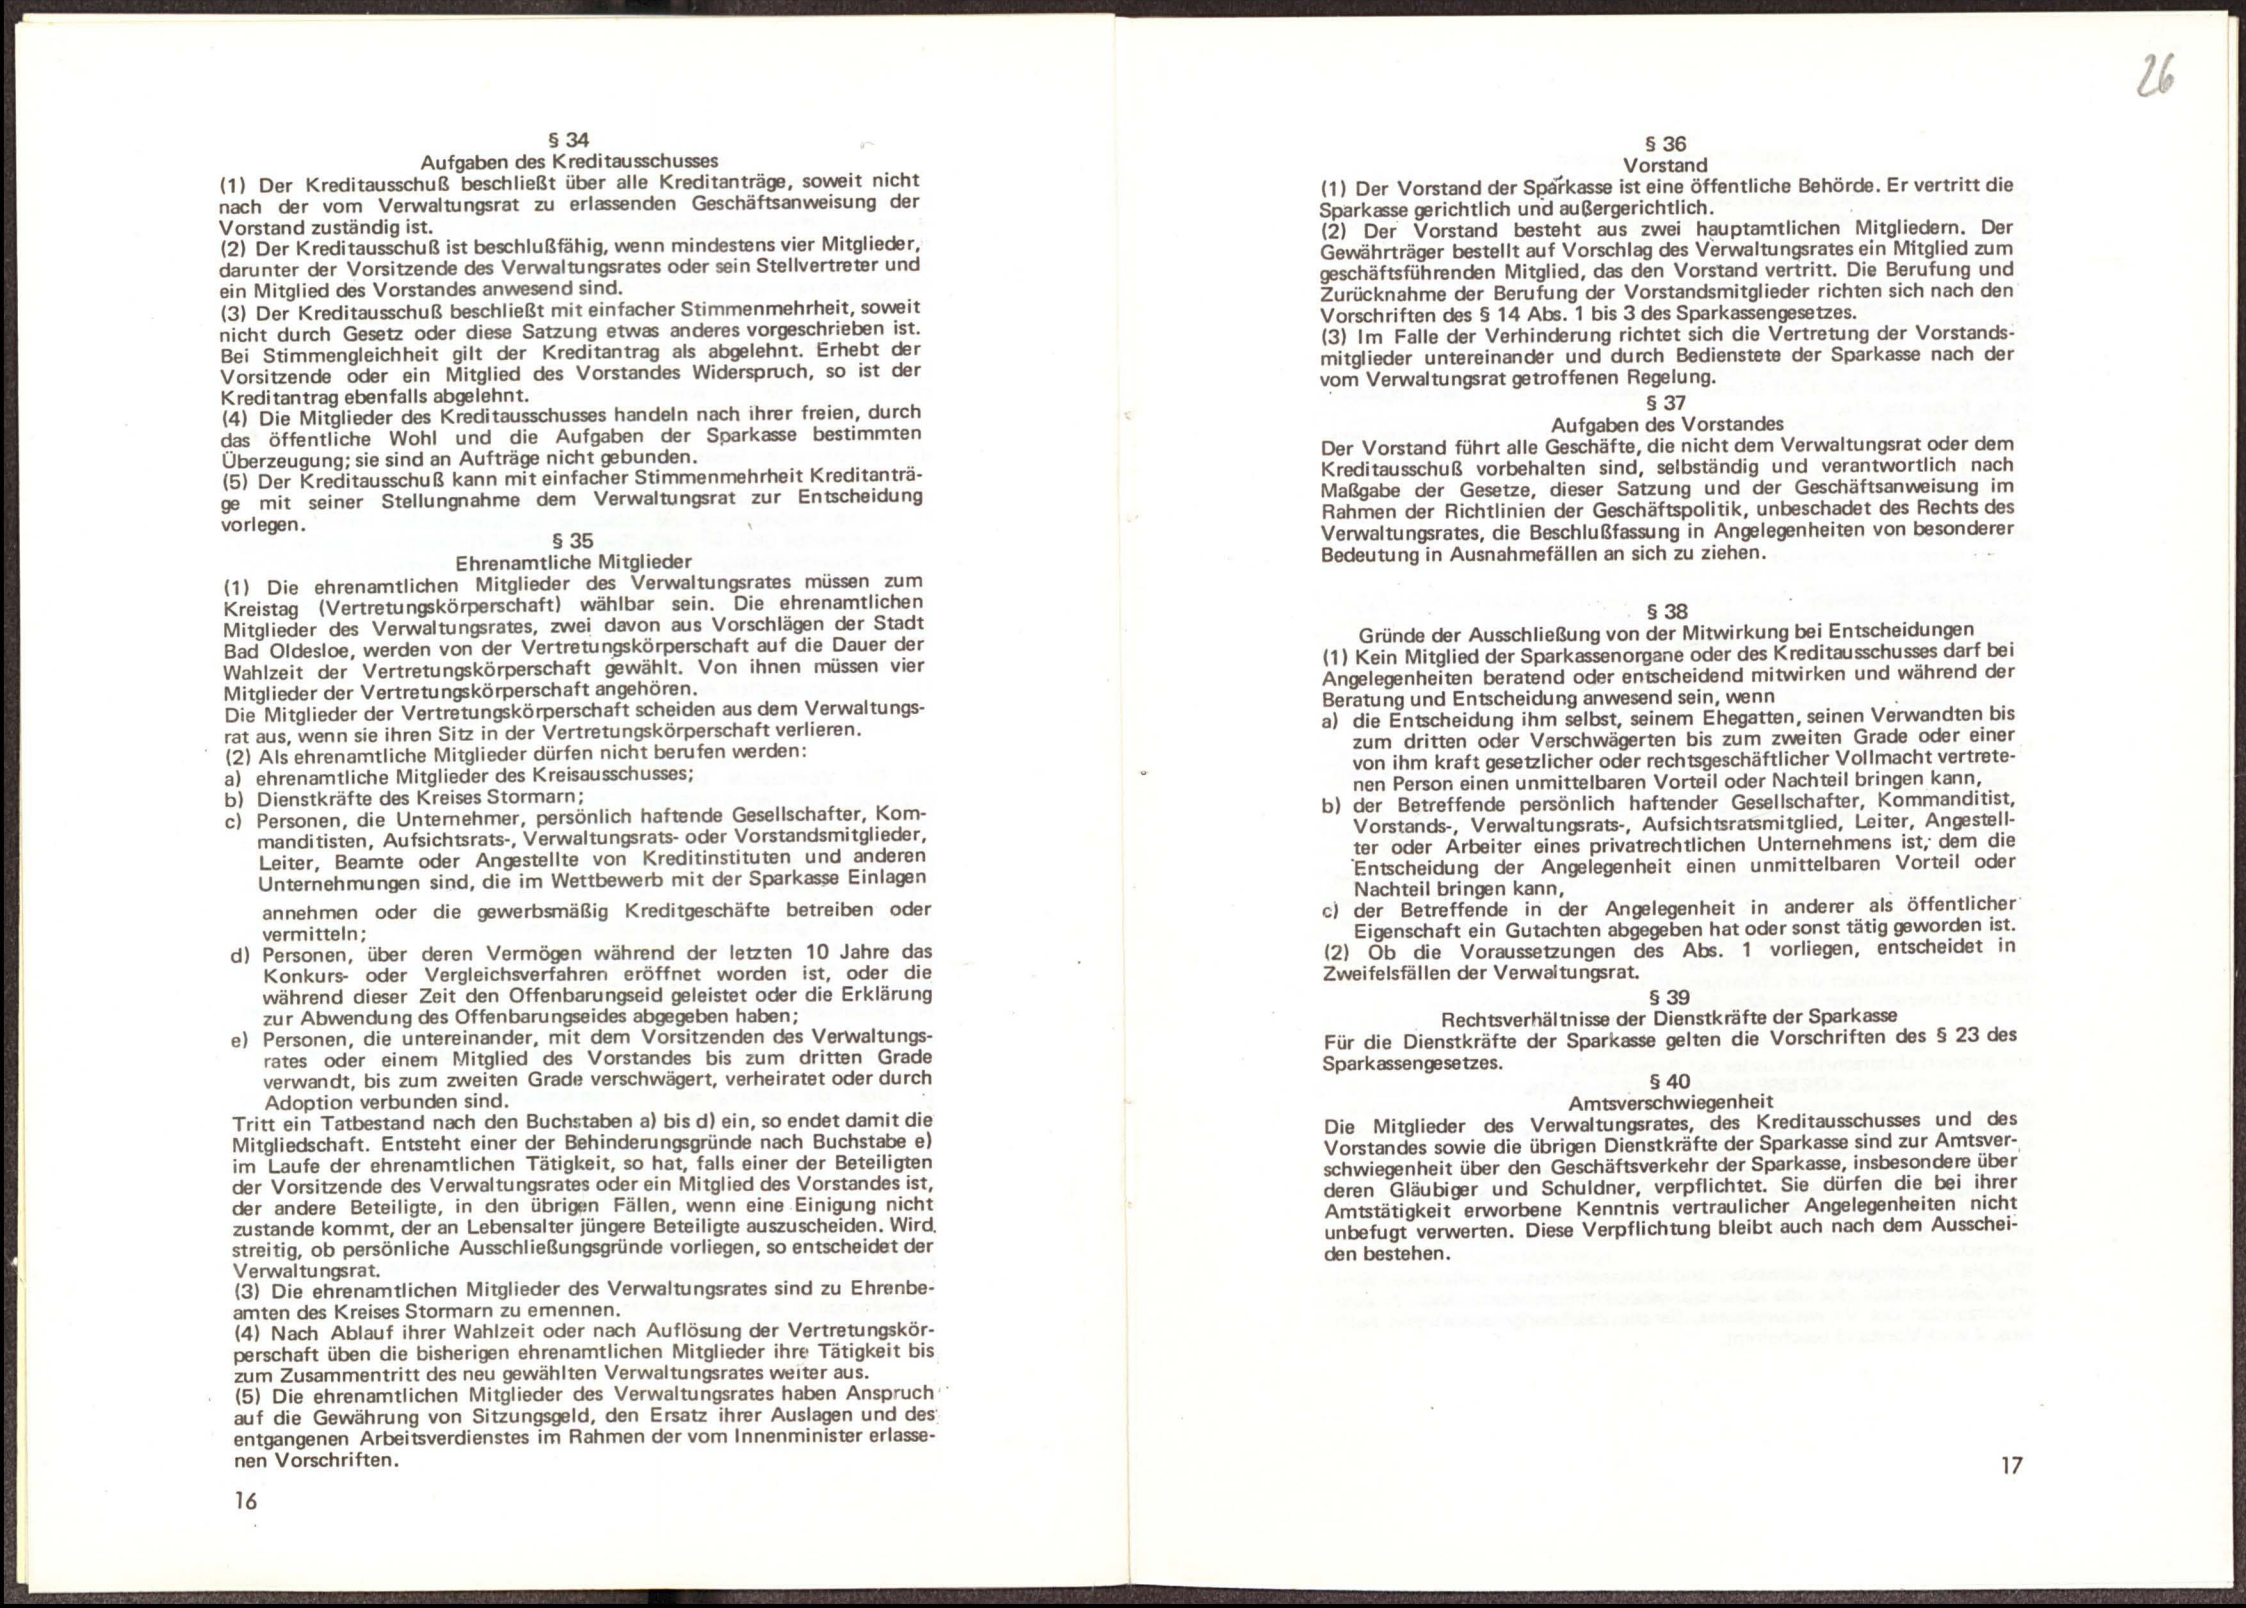 § 34
Aufgaben des Kreditausschusses
(1) Der Kreditausschuß beschließt über alle Kreditanträge, soweit nicht
nach der vom Verwaltungsrat zu erlassenden Geschäftsanweisung der
Vorstand zuständig ist.
(2) Der Kreditausschuß ist beschlußfähig, wenn mindestens vier Mitglieder,
darunter der Vorsitzende des Verwaltungsrates oder sein Stellvertreter und
ein Mitglied des Vorstandes anwesend sind.
(3) Der Kreditausschuß beschließt mit einfacher Stimmenmehrheit, soweit
nicht durch Gesetz oder diese Satzung etwas anderes vorgeschrieben ist.
Bei Stimmengleichheit gilt der Kreditantrag als abgelehnt. Erhebt der
Vorsitzende oder ein Mitglied des Vorstandes Widerspruch, so ist der
Kreditantrag ebenfalls abgelehnt.
(4) Die Mitglieder des Kreditausschusses handeln nach ihrer freien, durch
das öffentliche Wohl und die Aufgaben der Sparkasse bestimmten
Überzeugung; sie sind an Aufträge nicht gebunden.
(5) Der Kreditausschuß kann mit einfacher Stimmenmehrheit Kreditanträ-
ge mit seiner Stellungnahme dem Verwaltungsrat zur Entscheidung
vorlegen.
§ 35
Ehrenamtliche Mitglieder
(1) Die ehrenamtlichen Mitglieder des Verwaltungsrates müssen zum
Kreistag (Vertretungskörperschaft) wählbar sein. Die ehrenamtlichen
Mitglieder des Verwaltungsrates, zwei davon aus Vorschlägen der Stadt
Bad Oldesloe, werden von der Vertretungskörperschaft auf die Dauer der
Wahlzeit der Vertretungskörperschaft gewählt. Von ihnen müssen vier
Mitglieder der Vertretungskörperschaft angehören.
Die Mitglieder der Vertretungskörperschaft scheiden aus dem Verwaltungs-
rat aus, wenn sie ihren Sitz in der Vertretungskörperschaft verlieren.
(2) Als ehrenamtliche Mitglieder dürfen nicht berufen werden:
a) ehrenamtliche Mitglieder des Kreisausschusses;
b) Dienstkräfte des Kreises Stormarn;
c) Personen, die Unternehmer, persönlich haftende Gesellschafter, Kom-
manditisten, Aufsichtsrats-, Verwaltungsrats- oder Vorstandsmitglieder,
Leiter, Beamte oder Angestellte von Kreditinstituten und anderen
Unternehmungen sind, die im Wettbewerb mit der Sparkasse Einlagen
annehmen oder die gewerbsmäßig Kreditgeschäfte betreiben oder
vermitteln;
d) Personen, über deren Vermögen während der letzten 10 Jahre das
Konkurs- oder Vergleichsverfahren eröffnet worden ist, oder die
während dieser Zeit den Offenbarungseid geleistet oder die Erklärung
zur Abwendung des Offenbarungseides abgegeben haben;
e) Personen, die untereinander, mit dem Vorsitzenden des Verwaltungs-
rates oder einem Mitglied des Vorstandes bis zum dritten Grade
verwandt, bis zum zweiten Grade verschwägert, verheiratet oder durch
Adoption verbunden sind.
Tritt ein Tatbestand nach den Buchstaben a) bis d) ein, so endet damit die
Mitgliedschaft. Entsteht einer der Behinderungsgründe nach Buchstabe e)
im Laufe der ehrenamtlichen Tätigkeit, so hat, falls einer der Beteiligten
der Vorsitzende des Verwaltungsrates oder ein Mitglied des Vorstandes ist,
der andere Beteiligte, in den übrigen Fällen, wenn eine Einigung nicht
zustande kommt, der an Lebensalter jüngere Beteiligte auszuscheiden. Wird
streitig, ob persönliche Ausschließungsgründe vorliegen, so entscheidet der
Verwaltungsrat.
(3) Die ehrenamtlichen Mitglieder des Verwaltungsrates sind zu Ehrenbe-
amten des Kreises Stormarn zu ernennen.
(4) Nach Ablauf ihrer Wahlzeit oder nach Auflösung der Vertretungskör-
perschaft üben die bisherigen ehrenamtlichen Mitglieder ihre Tätigkeit bis
zum Zusammentritt des neu gewählten Verwaltungsrates weiter aus.
(5) Die ehrenamtlichen Mitglieder des Verwaltungsrates haben Anspruch
auf die Gewährung von Sitzungsgeld, den Ersatz ihrer Auslagen und des
entgangenen Arbeitsverdienstes im Rahmen der vom Innenminister erlasse-
nen Vorschriften.
16
26
§ 36
Vorstand
(1) Der Vorstand der Sparkasse ist eine öffentliche Behörde. Er vertritt die
Sparkasse gerichtlich und außergerichtlich.
(2) Der Vorstand besteht aus zwei hauptamtlichen Mitgliedern. Der
Gewährträger bestellt auf Vorschlag des Verwaltungsrates ein Mitglied zum
geschäftsführenden Mitglied, das den Vorstand vertritt. Die Berufung und
Zurücknahme der Berufung der Vorstandsmitglieder richten sich nach den
Vorschriften des § 14 Abs. 1 bis 3 des Sparkassengesetzes.
(3) Im Falle der Verhinderung richtet sich die Vertretung der Vorstands-
mitglieder untereinander und durch Bedienstete der Sparkasse nach der
vom Verwaltungsrat getroffenen Regelung.
§ 37
Aufgaben des Vorstandes
Der Vorstand führt alle Geschäfte, die nicht dem Verwaltungsrat oder dem
Kreditausschuß vorbehalten sind, selbständig und verantwortlich nach
Maßgabe der Gesetze, dieser Satzung und der Geschäftsanweisung im
Rahmen der Richtlinien der Geschäftspolitik, unbeschadet des Rechts des
Verwaltungsrates, die Beschlußfassung in Angelegenheiten von besonderer
Bedeutung in Ausnahmefällen an sich zu ziehen.
§ 38
Gründe der Ausschließung von der Mitwirkung bei Entscheidungen
(1) Kein Mitglied der Sparkassenorgane oder des Kreditausschusses darf bei
Angelegenheiten beratend oder entscheidend mitwirken und während der
Beratung und Entscheidung anwesend sein, wenn
a) die Entscheidung ihm selbst, seinem Ehegatten, seinen Verwandten bis
zum dritten oder Verschwägerten bis zum zweiten Grade oder einer
von ihm kraft gesetzlicher oder rechtsgeschäftlicher Vollmacht vertrete-
nen Person einen unmittelbaren Vorteil oder Nachteil bringen kann,
b) der Betreffende persönlich haftender Gesellschafter, Kommanditist,
Vorstands-, Verwaltungsrats-, Aufsichtsratsmitglied, Leiter, Angestell-
ter oder Arbeiter eines privatrechtlichen Unternehmens ist, dem die
Entscheidung der Angelegenheit einen unmittelbaren Vorteil oder
Nachteil bringen kann,
c) der Betreffende in der Angelegenheit in anderer als öffentlicher
Eigenschaft ein Gutachten abgegeben hat oder sonst tätig geworden ist.
(2) Ob die Voraussetzungen des Abs. 1 vorliegen, entscheidet in
Zweifelsfällen der Verwaltungsrat.
§ 39
Rechtsverhältnisse der Dienstkräfte der Sparkasse
Für die Dienstkräfte der Sparkasse gelten die Vorschriften des § 23 des
Sparkassengesetzes.
§ 40
Amtsverschwiegenheit
Die Mitglieder des Verwaltungsrates, des Kreditausschusses und des
Vorstandes sowie die übrigen Dienstkräfte der Sparkasse sind zur Amtsver-
schwiegenheit über den Geschäftsverkehr der Sparkasse, insbesondere über
deren Gläubiger und Schuldner, verpflichtet. Sie dürfen die bei ihrer
Amtstätigkeit erworbene Kenntnis vertraulicher Angelegenheiten nicht
unbefugt verwerten. Diese Verpflichtung bleibt auch nach dem Ausschei-
den bestehen.
17